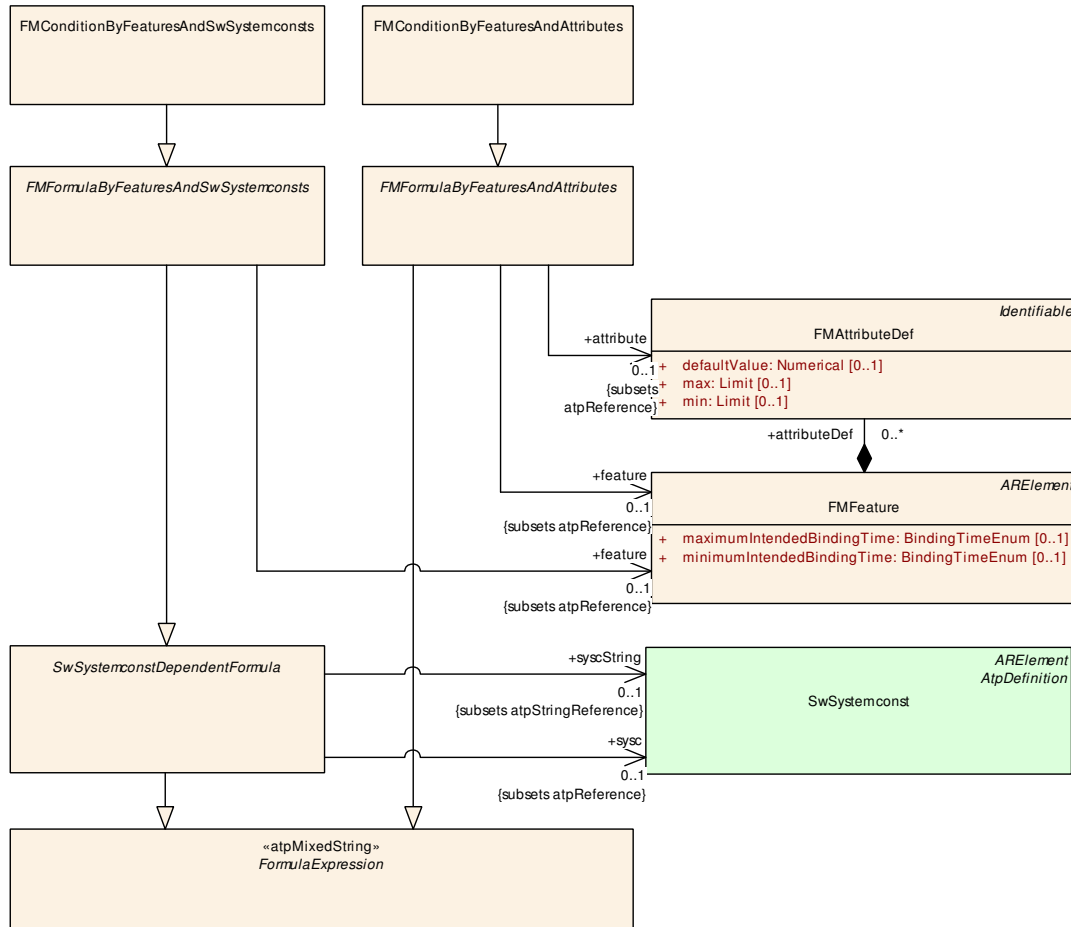 FMConditionByFeaturesAndSwSystemconsts
FMConditionByFeaturesAndAttributes
FMFormulaByFeaturesAndSwSystemconsts
FMFormulaByFeaturesAndAttributes
Identifiable
FMAttributeDef
+attribute
0..1
{subsets
atpReference}
+ defaultValue: Numerical [0..1]
+ max: Limit [0..1]
+ min: Limit [0..1]
+attributeDef 0..*
ARElement
FMFeature
+feature
0..1
{subsets atpReference}
+ maximumIntendedBindingTime: BindingTimeEnum [0..1]
+ minimumIntendedBindingTime: BindingTimeEnum [0..1]
+feature
0..1
{subsets atpReference}
SwSystemconstDependentFormula
+syscString
0..1
{subsets atpStringReference}
ARElement
AtpDefinition
SwSystemconst
+sysc
0..1
{subsets atpReference}
«atpMixedString»
FormulaExpression